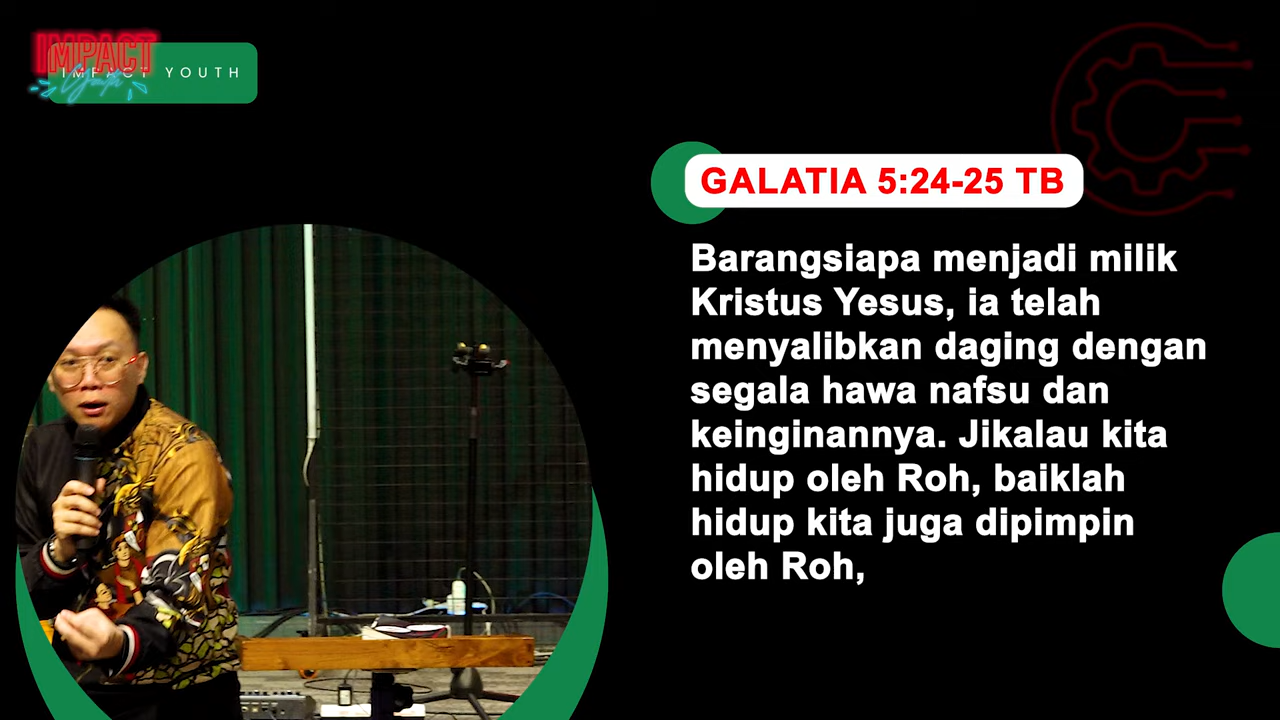 IMPACT
Youth
IMPACT YOUTH
GALATIA 5:24-25 TB
Barangsiapa menjadi milik
Kristus Yesus, ia telah
menyalibkan daging dengan
segala hawa nafsu dan
keinginannya. Jikalau kita
hidup oleh Roh, baiklah
hidup kita juga dipimpin
oleh Roh,